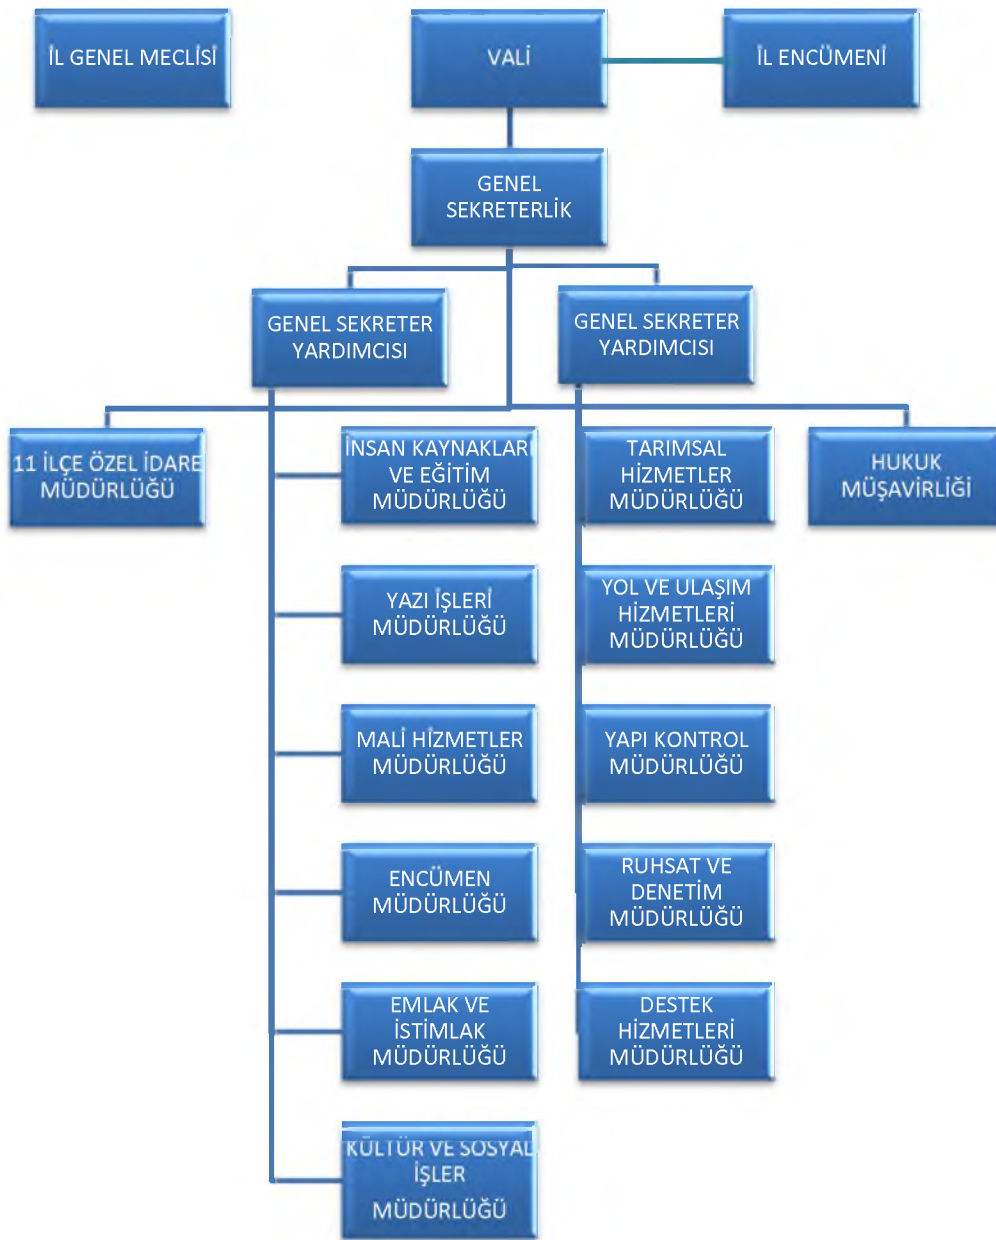 İL GENEL MECLİSİ
VALİ
İL ENCÜMENİ
GENEL
SEKRETERLİK
GENEL SEKRETER
YARDIMCISI
GENEL SEKRETER
YARDIMCISI
11 İLÇE ÖZEL İDARE
MÜDÜRLÜĞÜ
İNSAN KAYNAKLARI
VE EĞİTİM
MÜDÜRLÜĞÜ
TARIMSAL
HİZMETLER
MÜDÜRLÜĞÜ
HUKUK
MÜŞAVİRLİĞİ
YAZI İŞLERİ
MÜDÜRLÜĞÜ
YOL VE ULAŞIM
HİZMETLERİ
MÜDÜRLÜĞÜ
MALİ HİZMETLER
MÜDÜRLÜĞÜ
YAPI KONTROL
MÜDÜRLÜĞÜ
ENCÜMEN
MÜDÜRLÜĞÜ
RUHSAT VE
DENETİM
MÜDÜRLÜĞÜ
EMLAK VE
İSTİMLAK
MÜDÜRLÜĞÜ
DESTEK
HİZMETLERİ
MÜDÜRLÜĞÜ
KÜLTÜR VE SOSYAL
İŞLER
MÜDÜRLÜĞÜ